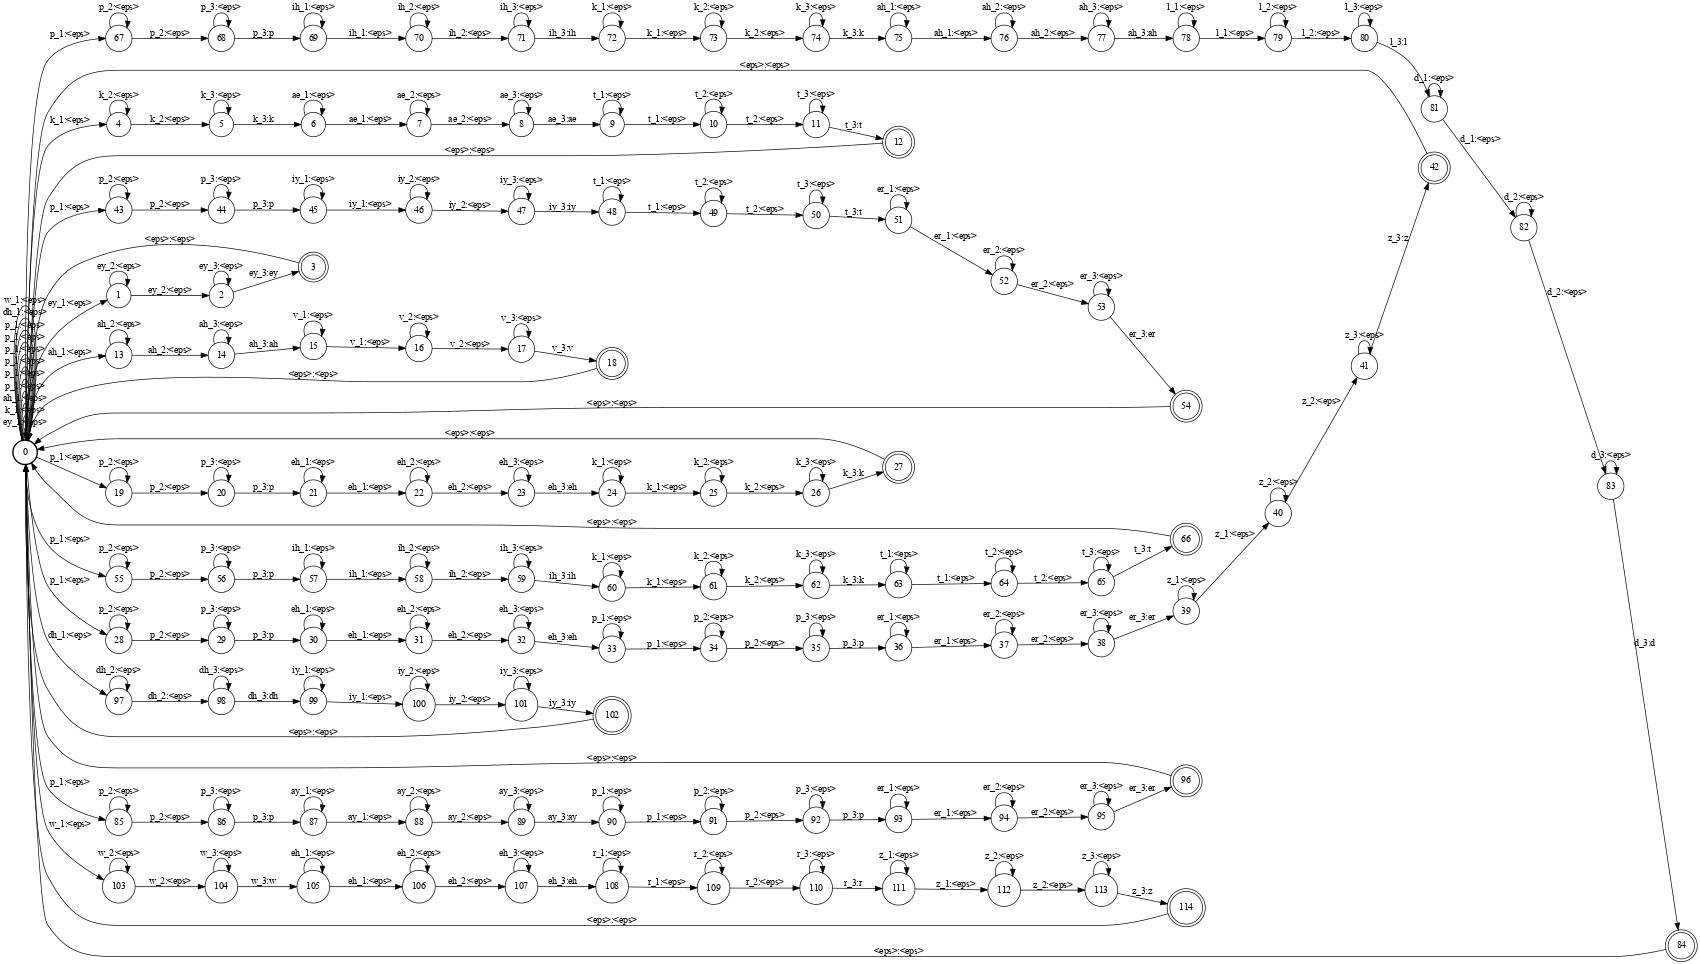 p_2:<eps> p_3:<eps> ih_1:<eps> ih_2:<eps> ih_3:<eps> k_1:<eps> k_2:<eps> k_3:<eps> ah_1:<eps> ah_2:<eps> ah_3:<eps> l_1:<eps> l_2:<eps> l_3:<eps>
p_1:<eps> 67 p_2:<eps> 68 p_3:p 69 ih_1:<eps> 70 ih_2:<eps> 71 ih_3:ih 72 k_1:<eps> 73 k_2:<eps> 74 k_3:k 75 ah_1:<eps> 76 ah_2:<eps> 77 ah_3:ah 78 l_1:<eps> 79 l_2:<eps> 80 l_3:l
<eps>:<eps>
d_1:<eps>
81
k_2:<eps> k_3:<eps> ae_1:<eps> ae_2:<eps> ae_3:<eps> t_1:<eps> t_2:<eps> t_3:<eps>
k_1:<eps> 4 k_2:<eps> 5 k_3:k 6 ae_1:<eps> 7 ae_2:<eps> 8 ae_3:ae 9 t_1:<eps> 10 t_2:<eps> 11 t_3:t 12
d_1:<eps>
<eps>:<eps>
42
p_2:<eps> p_3:<eps> iy_1:<eps> iy_2:<eps> iy_3:<eps> t_1:<eps> t_2:<eps> t_3:<eps> er_1:<eps>
p_1:<eps> 43 p_2:<eps> 44 p_3:p 45 iy_1:<eps> 46 iy_2:<eps> 47 iy_3:iy 48 t_1:<eps> 49 t_2:<eps> 50 t_3:t 51
d_2:<eps>
82
er_1:<eps>
z_3:z
<eps>:<eps>
3
er_2:<eps>
ey_2:<eps> ey_3:<eps>
ey_1:<eps> 1 ey_2:<eps> 2 ey_3:ey
52 er_2:<eps>
er_3:<eps>
53
d_2:<eps>
w_1:<eps>
dh_1:<eps>
p_1:<eps>
p_1:<eps>
p_1:<eps>
p_1:<eps>
p_1:<eps>
p_1:<eps>
ah_1:<eps>
k_1:<eps>
ey_1:<eps>
ah_2:<eps> ah_3:<eps> v_1:<eps> v_2:<eps> v_3:<eps>
ah_1:<eps> 13 ah_2:<eps> 14 ah_3:ah 15 v_1:<eps> 16 v_2:<eps> 17 v_3:v 18
er_3:er
z_3:<eps>
41
<eps>:<eps>
<eps>:<eps> 54
z_2:<eps>
<eps>:<eps>
0
p_2:<eps> p_3:<eps> eh_1:<eps> eh_2:<eps> eh_3:<eps> k_1:<eps> k_2:<eps> k_3:<eps>
p_1:<eps> 19 p_2:<eps> 20 p_3:p 21 eh_1:<eps> 22 eh_2:<eps> 23 eh_3:eh 24 k_1:<eps> 25 k_2:<eps> 26 k_3:k 27
d_3:<eps>
83
z_2:<eps>
40
<eps>:<eps>
66
z_1:<eps>
p_2:<eps> p_3:<eps> ih_1:<eps> ih_2:<eps> ih_3:<eps> k_1:<eps> k_2:<eps> k_3:<eps> t_1:<eps> t_2:<eps> t_3:<eps>
p_1:<eps> 55 p_2:<eps> 56 p_3:p 57 ih_1:<eps> 58 ih_2:<eps> 59 ih_3:ih 60 k_1:<eps> 61 k_2:<eps> 62 k_3:k 63 t_1:<eps> 64 t_2:<eps> 65 t_3:t
z_1:<eps>
39
p_2:<eps> p_3:<eps> eh_1:<eps> eh_2:<eps> eh_3:<eps> p_1:<eps> p_2:<eps> p_3:<eps> er_1:<eps> er_2:<eps> er_3:<eps>
p_1:<eps> 28 p_2:<eps> 29 p_3:p 30 eh_1:<eps> 31 eh_2:<eps> 32 eh_3:eh 33 p_1:<eps> 34 p_2:<eps> 35 p_3:p 36 er_1:<eps> 37 er_2:<eps> 38 er_3:er
d_3:d
dh_2:<eps> dh_3:<eps> iy_1:<eps> iy_2:<eps> iy_3:<eps>
dh_1:<eps> 97 dh_2:<eps> 98 dh_3:dh 99 iy_1:<eps> 100 iy_2:<eps> 101 iy_3:iy 102
<eps>:<eps>
<eps>:<eps>
96
p_2:<eps> p_3:<eps> ay_1:<eps> ay_2:<eps> ay_3:<eps> p_1:<eps> p_2:<eps> p_3:<eps> er_1:<eps> er_2:<eps> er_3:<eps>
p_1:<eps> 85 p_2:<eps> 86 p_3:p 87 ay_1:<eps> 88 ay_2:<eps> 89 ay_3:ay 90 p_1:<eps> 91 p_2:<eps> 92 p_3:p 93 er_1:<eps> 94 er_2:<eps> 95 er_3:er
w_2:<eps> w_3:<eps> eh_1:<eps> eh_2:<eps> eh_3:<eps> r_1:<eps> r_2:<eps> r_3:<eps> z_1:<eps> z_2:<eps> z_3:<eps>
w_1:<eps> 103 w_2:<eps> 104 w_3:w 105 eh_1:<eps> 106 eh_2:<eps> 107 eh_3:eh 108 r_1:<eps> 109 r_2:<eps> 110 r_3:r 111 z_1:<eps> 112 z_2:<eps> 113 z_3:z 114
<eps>:<eps>
<eps>:<eps> 84